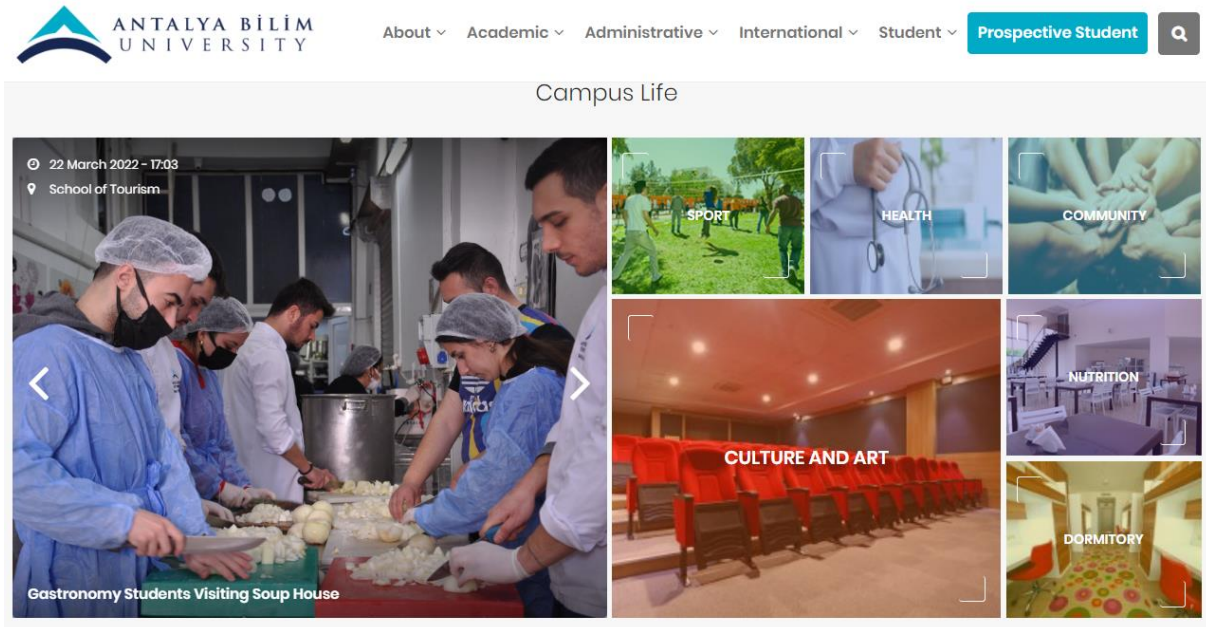 ANTALYA BİLİM
UNIVERSITY
About Academic Administrative International Student Prospective Student
Campus Life
22 March 2022 - 17:03
School of Tourism
SPORT
HEALTH
COMMUNITY
CULTURE AND ART
NUTRITION
DORMITORY
Gastronomy Students Visiting Soup House